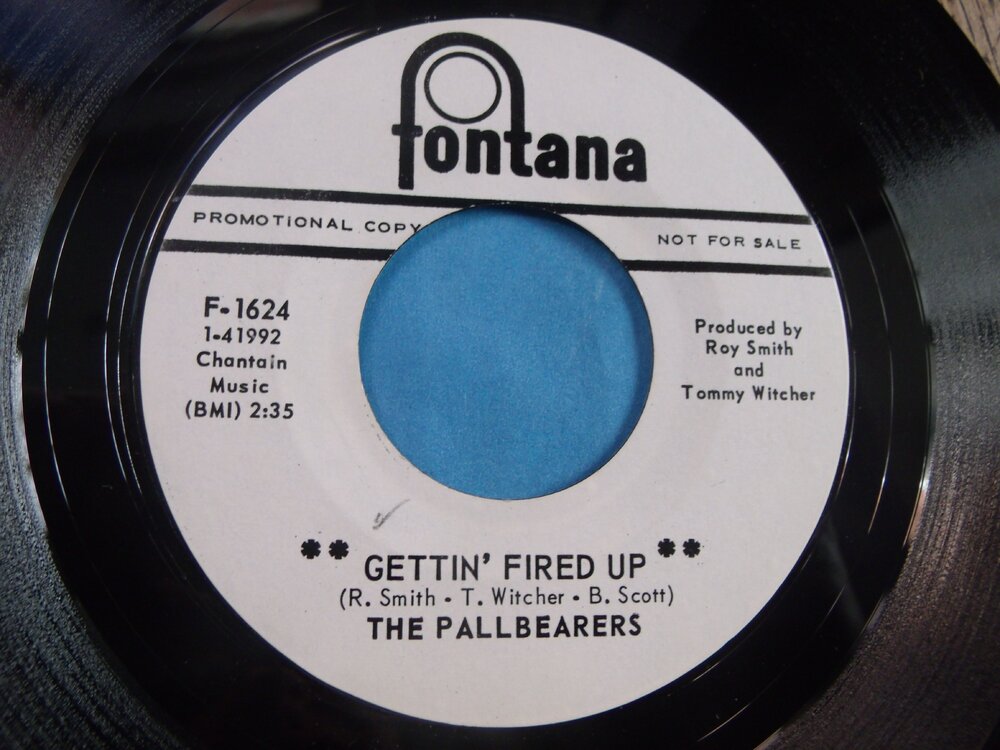 fontana
PROMOTIONAL COPY
NOT FOR SALE
F-1624
1-41992
Chantain
Music
(BMI) 2:35
Produced by
Roy Smith
and
Tommy Witcher
** GETTIN' FIRED UP **
(R. Smith - T. Witcher - B. Scott)
THE PALLBEARERS